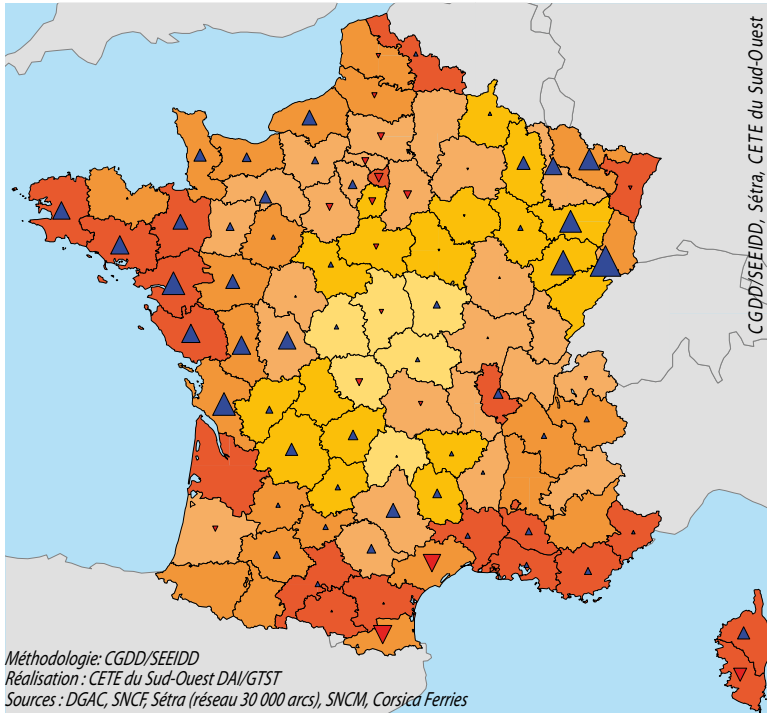 CGDD/SEEIDD, Sétra, CETE du Sud-Ouest
Méthodologie: CGDD/SEEIDD
Réalisation : CETE du Sud-Ouest DAI/GTST
Sources : DGAC, SNCF, Sétra (réseau 30 000 arcs), SNCM, Corsica Ferries